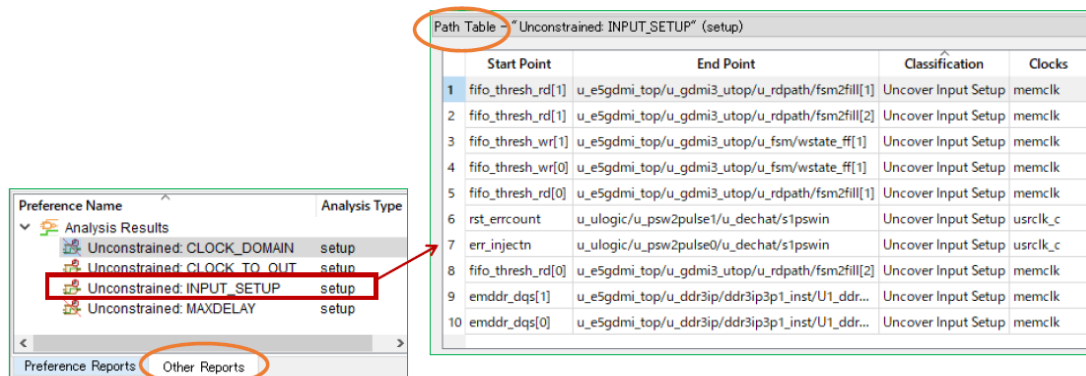 Path Table - "Unconstrained: INPUT_SETUP" (setup)
Start Point End Point Classification Clocks
1 fifo_thresh_rd[1] u_e5gdmi_top/u_gdmi3_utop/u_rdpath/fsm2fill[1] Uncover Input Setup memclk
2 fifo_thresh_rd[1] u_e5gdmi_top/u_gdmi3_utop/u_rdpath/fsm2fill[2] Uncover Input Setup memclk
3 fifo_thresh_wr[1] u_e5gdmi_top/u_gdmi3_utop/u_fsm/wstate_ff[1] Uncover Input Setup memclk
4 fifo_thresh_wr[0] u_e5gdmi_top/u_gdmi3_utop/u_fsm/wstate_ff[1] Uncover Input Setup memclk
5 fifo_thresh_rd[0] u_e5gdmi_top/u_gdmi3_utop/u_rdpath/fsm2fill[1] Uncover Input Setup memclk
6 rst_errcount u_ulogic/u_psw2pulse1/u_dechat/s1pswin Uncover Input Setup usrclk_c
7 err_injectn u_ulogic/u_psw2pulse0/u_dechat/s1pswin Uncover Input Setup usrclk_c
8 fifo_thresh_rd[0] u_e5gdmi_top/u_gdmi3_utop/u_rdpath/fsm2fill[2] Uncover Input Setup memclk
9 emddr_dqs[1] u_e5gdmi_top/u_ddr3ip/ddr3ip3p1_inst/U1_ddr... Uncover Input Setup memclk
10 emddr_dqs[0] u_e5gdmi_top/u_ddr3ip/ddr3ip3p1_inst/U1_ddr... Uncover Input Setup memclk
Preference Name Analysis Type
Analysis Results
Unconstrained: CLOCK_DOMAIN setup
Unconstrained: CLOCK_TO_OUT setup
Unconstrained: INPUT_SETUP setup
Unconstrained: MAXDELAY setup
Preference Reports Other Reports